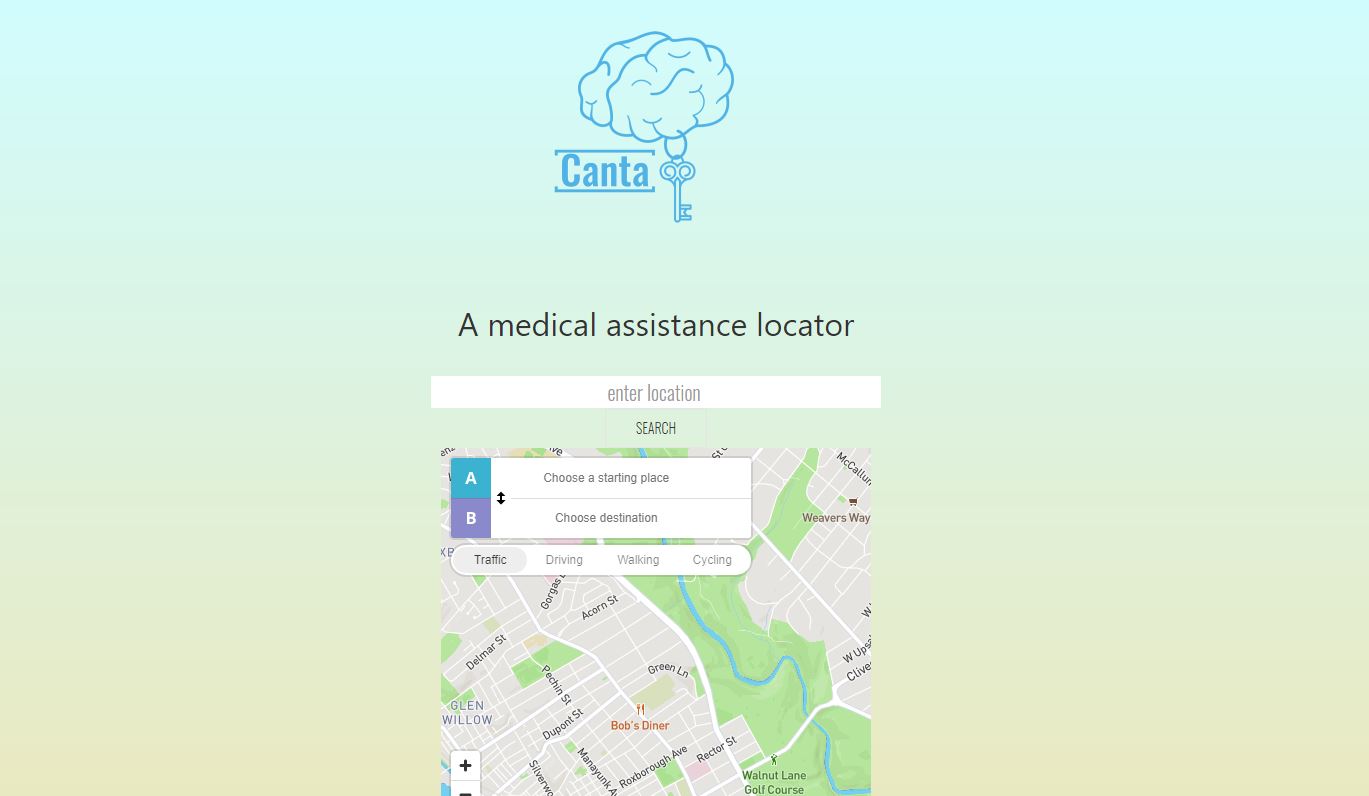 Canta
A medical assistance locator
enter location
SEARCH
A
Choose a starting place
B
Choose destination
Traffic Driving Walking Cycling
McCallum
Weavers Way
Gorgas
Acorn St
Delmar St
Green Ln
W Upsal
Pechin St
GLEN
WILLOW
Bob's Diner
Dupont St
Rector St
Roxborough Ave
Manayunk A
Silverwo
Walnut Lane
Golf Course
+